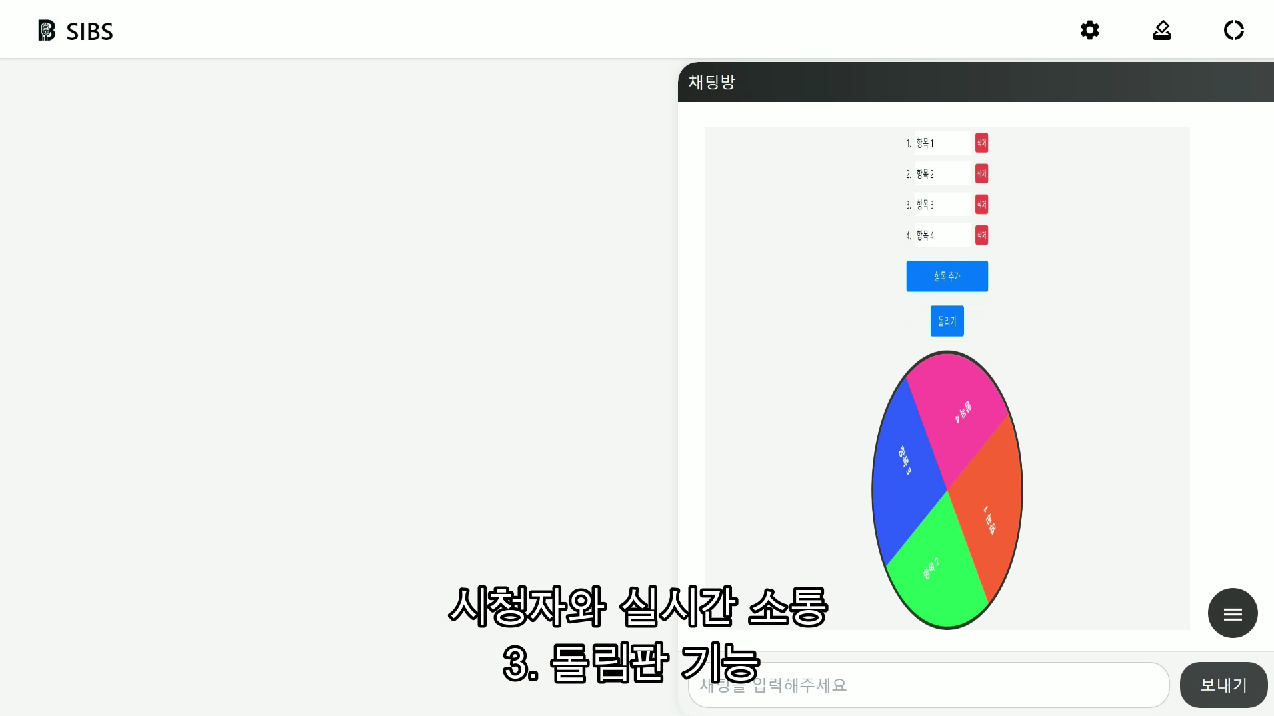 SIBS
채팅방
1. 항목 1 삭제
2. 항목 2 삭제
3. 항목 3 삭제
4. 항목 4 삭제
항목 추가
돌리기
항목 4
항목 3
항목 1
항목 2
시청자와 실시간 소통
3. 돌림판 기능
채팅을 입력해주세요
보내기